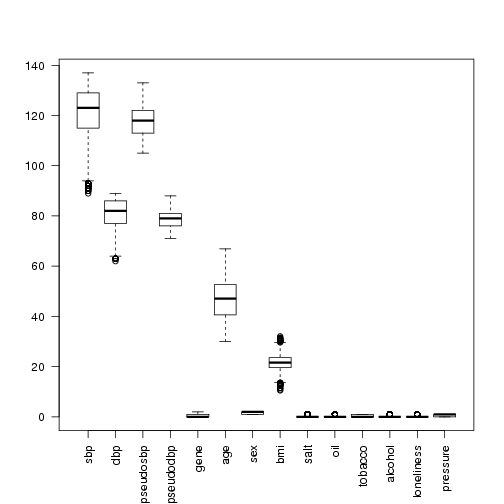 140
120
100
80
60
40
20
0
sbp
dbp
pseudosbp
pseudodbp
gene
age
sex
bmi
salt
oil
tobacco
alcohol
loneliness
pressure